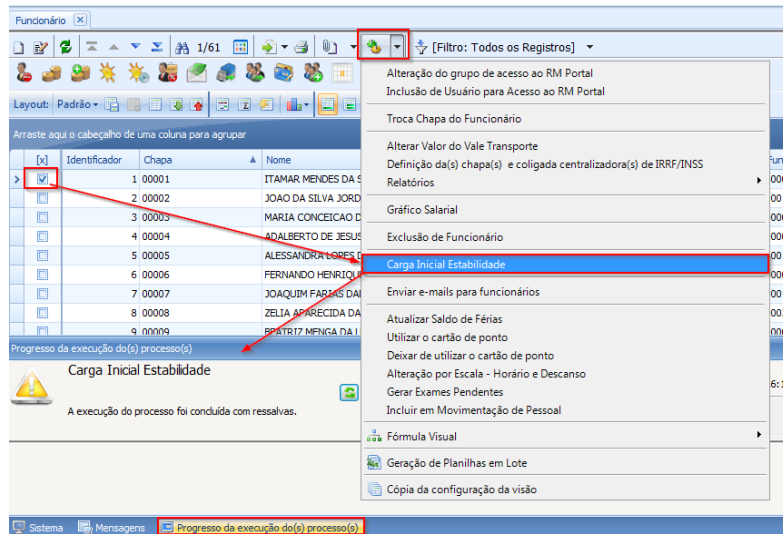 Funcionário [X]
1/61 [Filtro: Todos os Registros]
Layout: Padrão
Arraste aqui o cabeçalho de uma coluna para agrupar
[x] Identificador Chapa Nome
1 00001 ITAMAR MENDES DA
2 00002 JOAO DA SILVA JORD
3 00003 MARIA CONCEICAO D
4 00004 ADALBERTO DE JESUS
5 00005 ALESSANDRA LOPES
6 00006 FERNANDO HENRIQU
7 00007 JOAQUIM FARIAS DA
8 00008 ZELIA APARECIDA DA
9 00009 BEATRIZ MENGA DA
Alteração do grupo de acesso ao RM Portal
Inclusão de Usuário para Acesso ao RM Portal
Troca Chapa do Funcionário
Alterar Valor do Vale Transporte
Definição da(s) chapa(s) e coligada centralizadora(s) de IRRF/INSS
Relatórios
Gráfico Salarial
Exclusão de Funcionário
Carga Inicial Estabilidade
Enviar e-mails para funcionários
Atualizar Saldo de Férias
Utilizar o cartão de ponto
Deixar de utilizar o cartão de ponto
Alteração por Escala - Horário e Descanso
Gerar Exames Pendentes
Incluir em Movimentação de Pessoal
Fórmula Visual
Geração de Planilhas em Lote
Cópia da configuração da visão
Progresso da execução do(s) processo(s)
Carga Inicial Estabilidade
A execução do processo foi concluída com ressalvas.
Sistema Mensagens Progresso da execução do(s) processo(s)